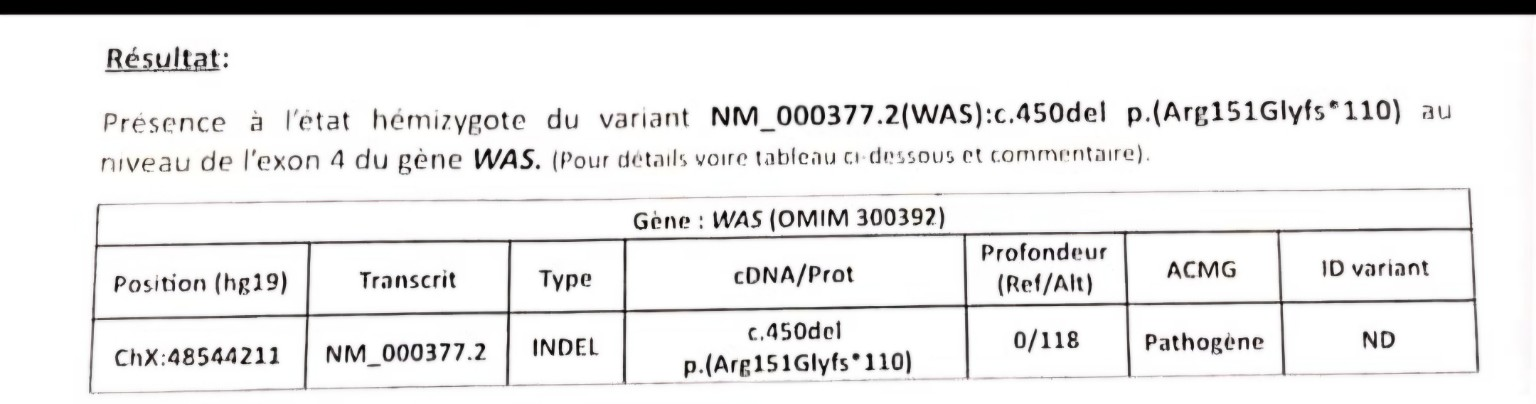 Résultat:
Présence à l'état hémizygote du variant NM_000377.2(WAS):c.450del p.(Arg151Glyfs*110) au
niveau de l'exon 4 du gène WAS. (Pour détails voire tableau ci-dessous et commentaire).
Gène : WAS (OMIM 300392)
Position (hg19) Transcrit Type cDNA/Prot Profondeur (Ref/Alt) ACMG ID variant
ChX:48544211 NM_000377.2 INDEL c.450del p.(Arg151Glyfs*110) 0/118 Pathogène ND